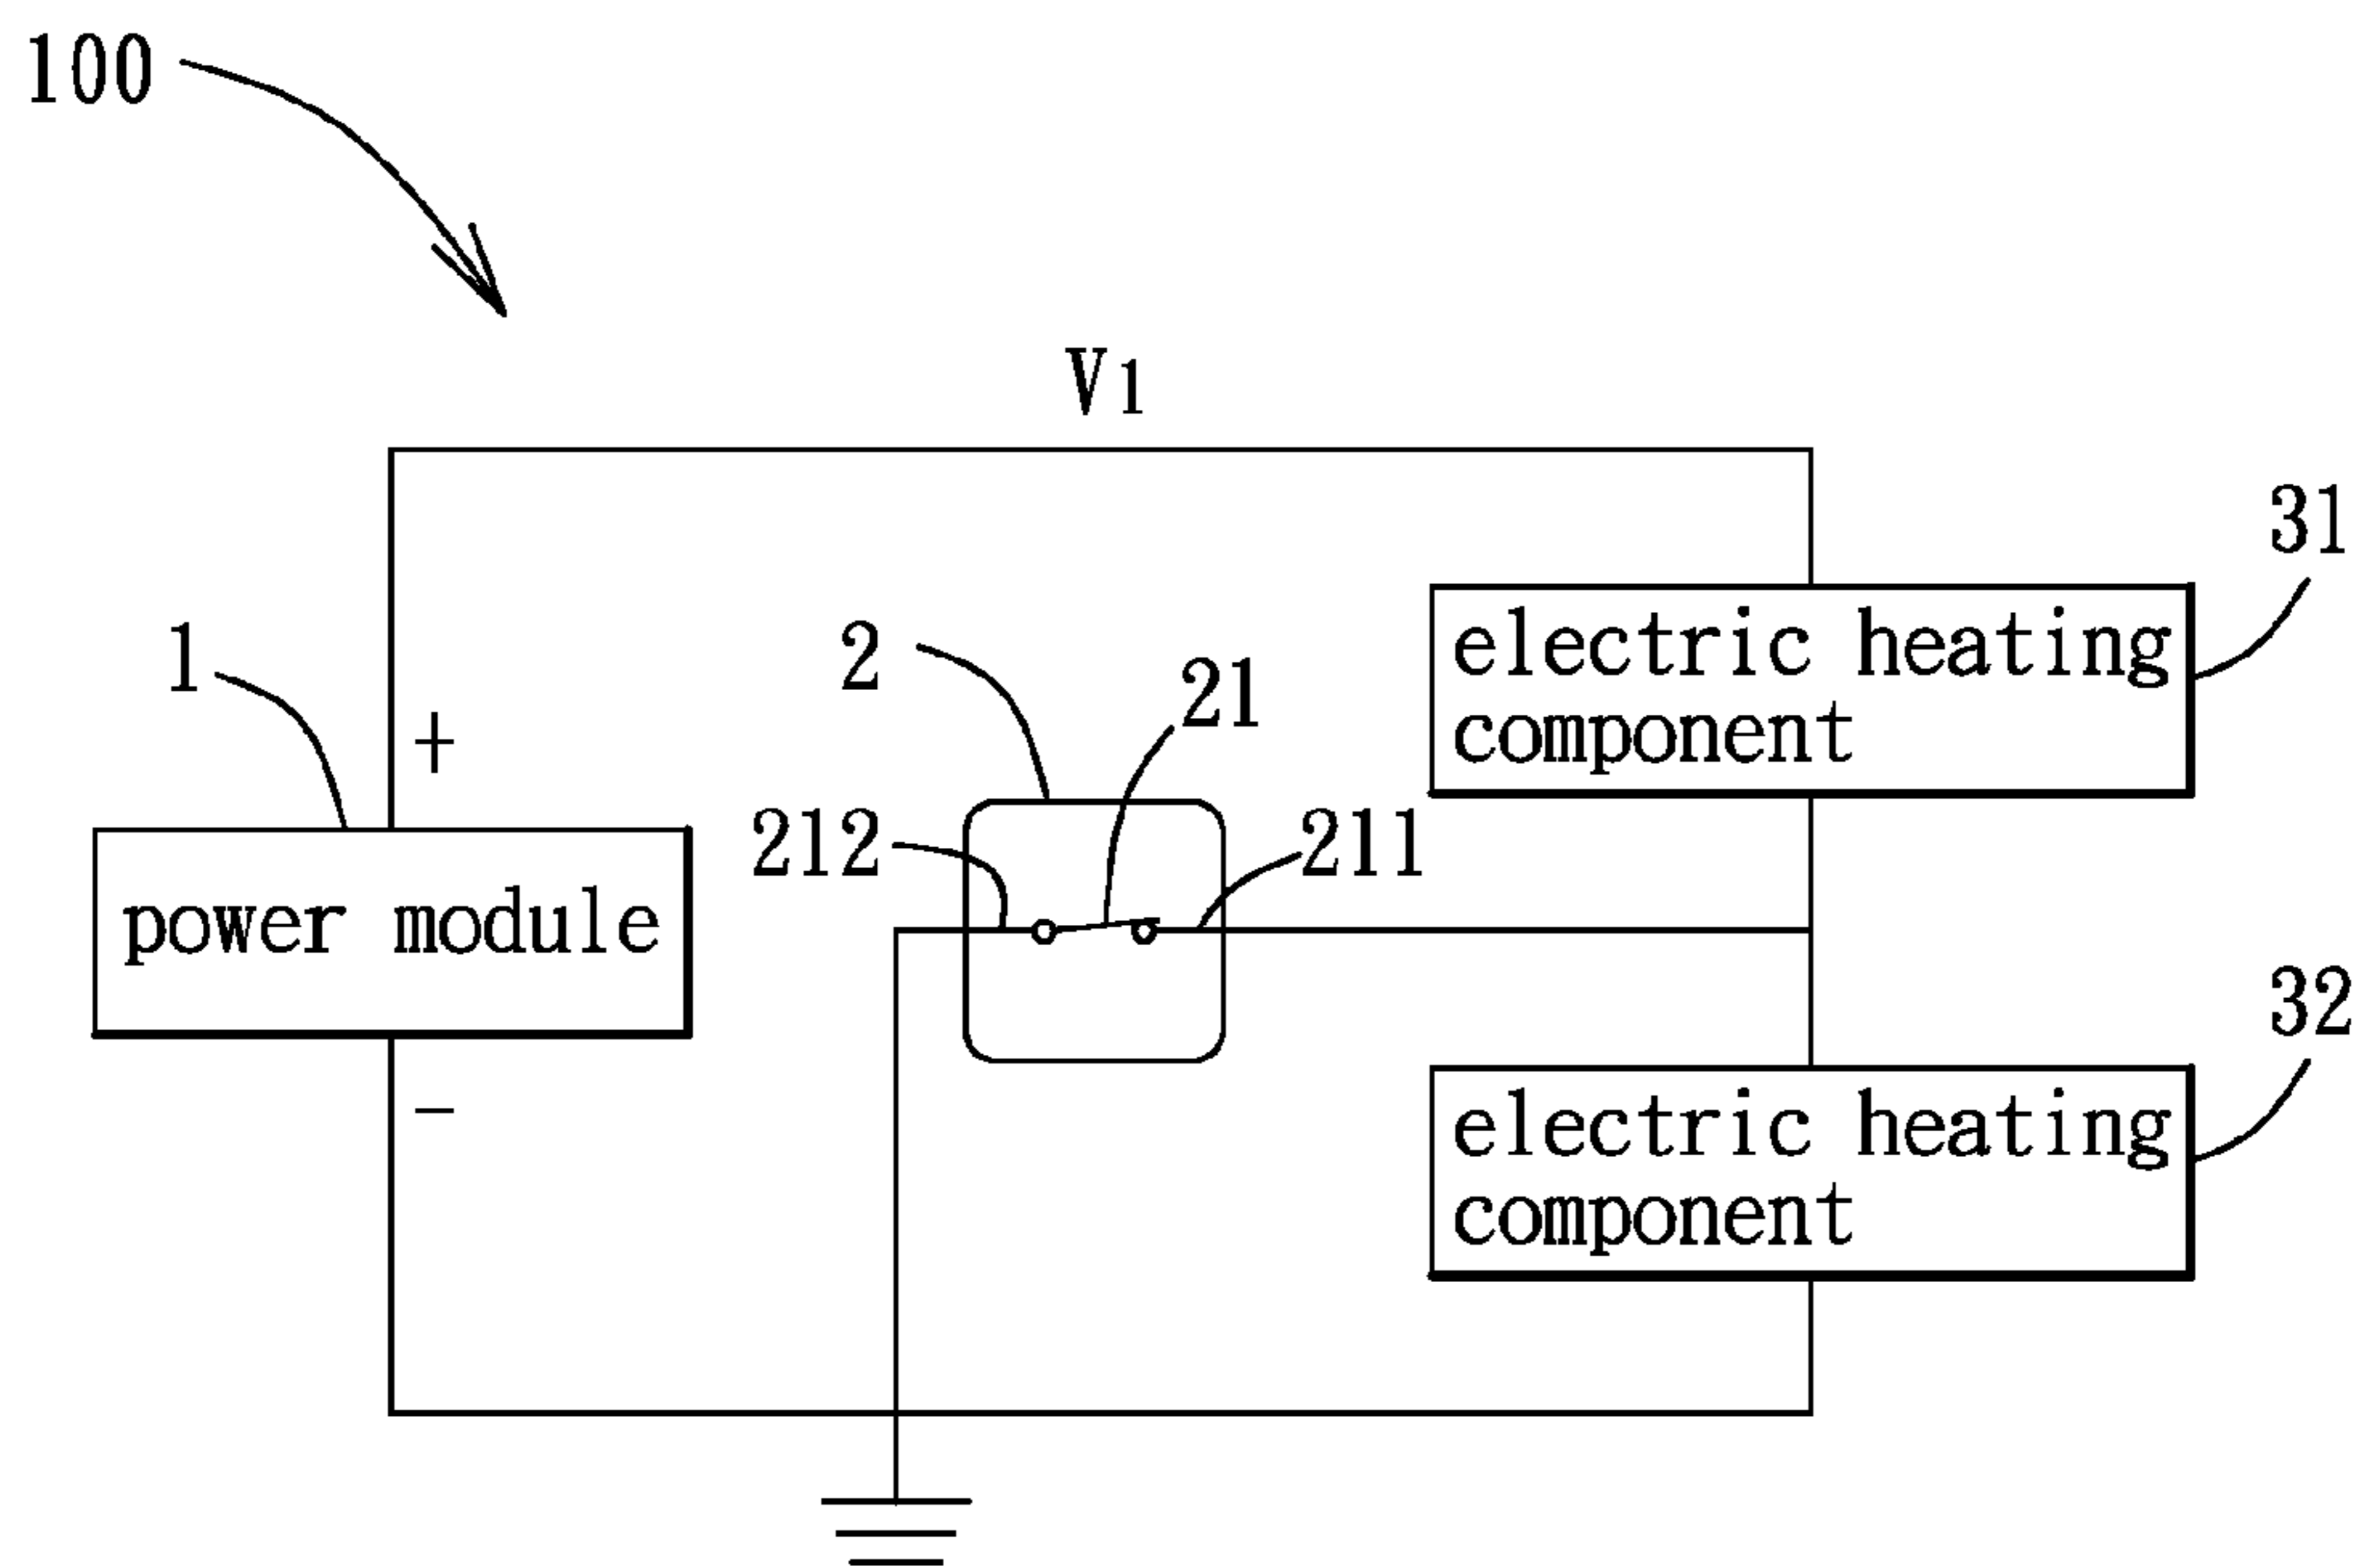 100
V1
31
electric heating
component
1
+
2
21
212
211
power module
32
electric heating
component
-